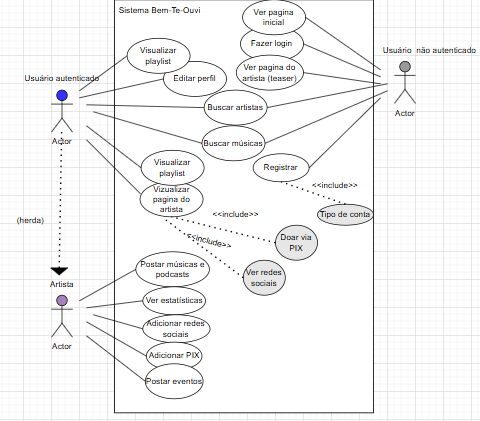 Sistema Bem-Te-Ouvi
Ver pagina
inicial
Fazer login
Visualizar
playlist
Usuário não autenticado
Ver pagina do
artista (teaser)
Usuário autenticado
Editar perfil
Buscar artistas
Actor
Actor
Buscar músicas
Visualizar
playlist
Registrar
<<include>>
Vizualizar
pagina do
artista
<<include>>
Tipo de conta
(herda)
<<include>>
Doar via
PIX
Postar músicas e
podcasts
Ver redes
sociais
Artista
Ver estatísticas
Adicionar redes
sociais
Actor
Adicionar PIX
Postar eventos